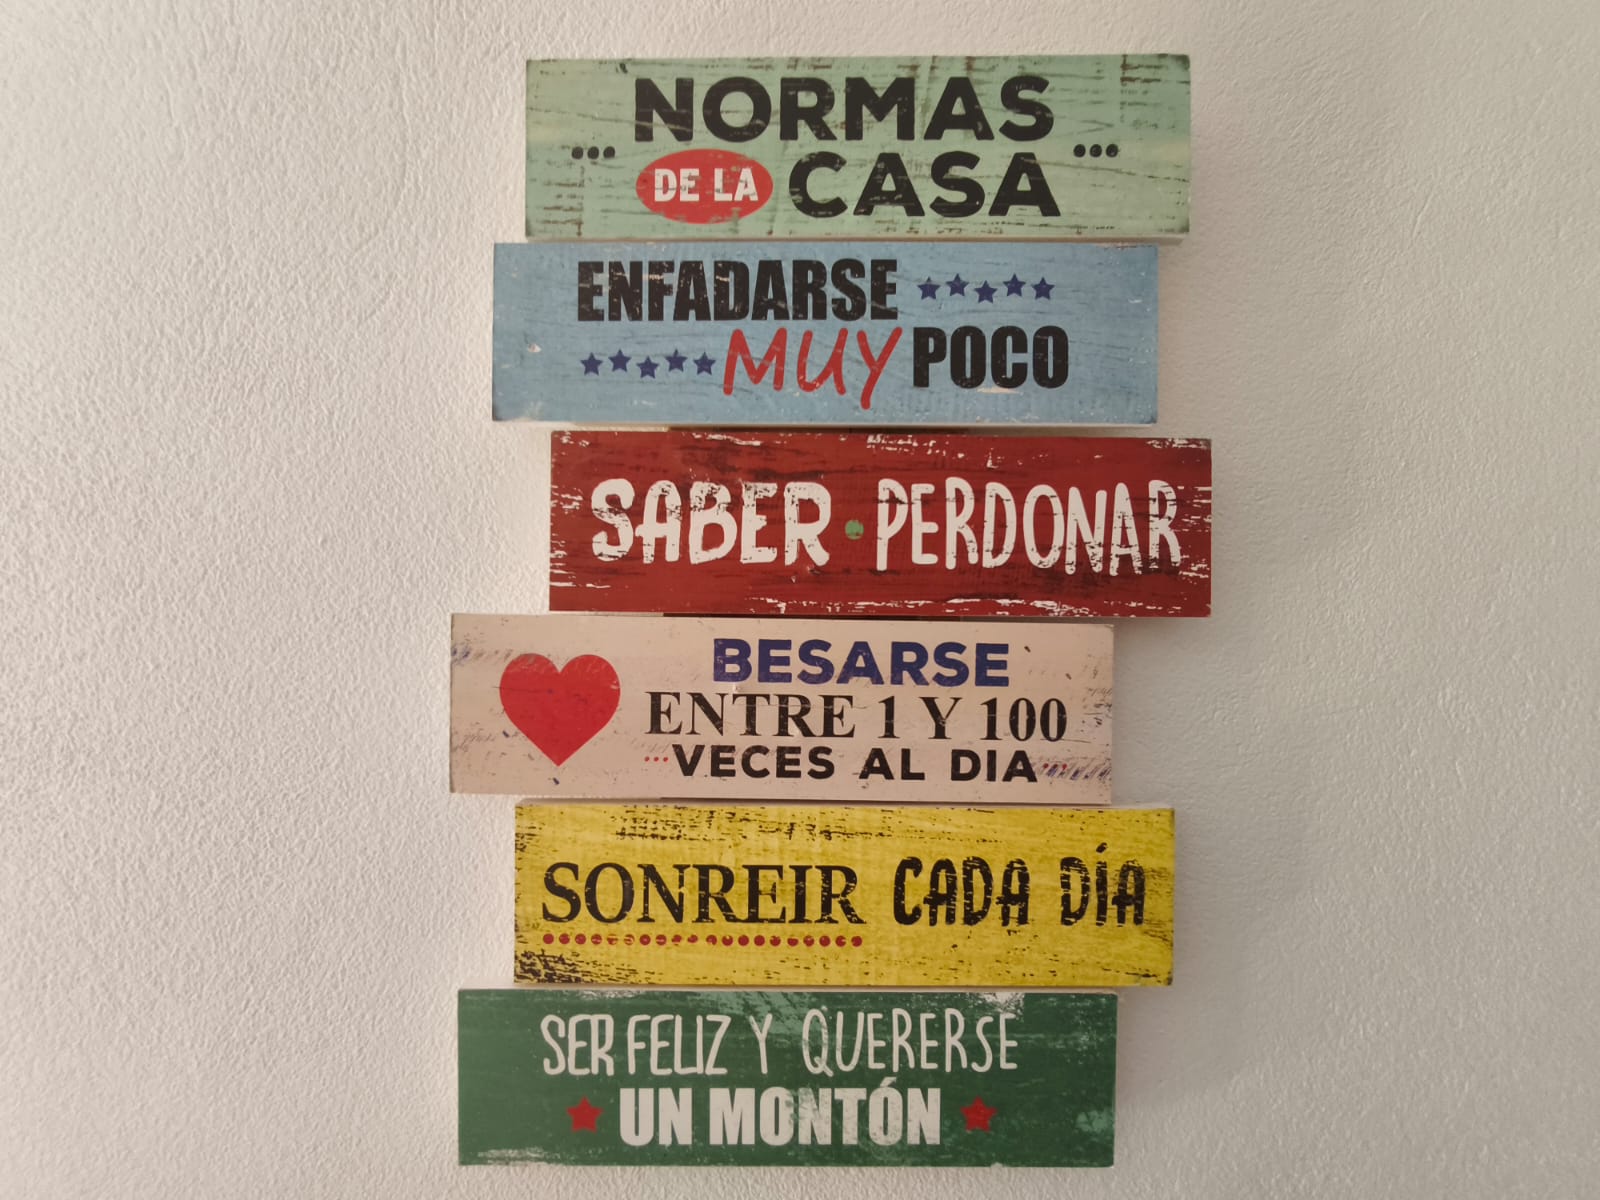 NORMAS
DE LA CASA
ENFADARSE
MUY POCO
SABER PERDONAR
BESARSE
ENTRE 1 Y 100
VECES AL DIA
SONREIR CADA DÍA
SER FELIZ Y QUERERSE
UN MONTÓN